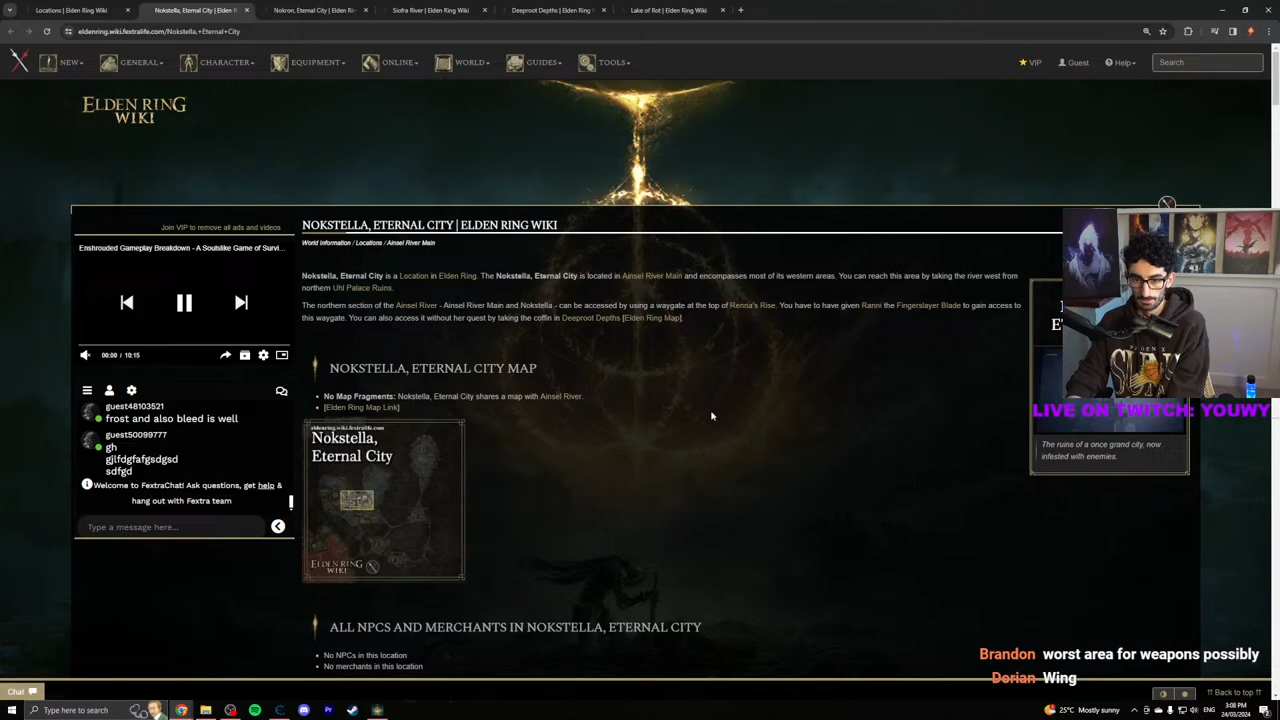 Locations | Elden Ring Wiki
Nokstella, Eternal City | Elden R
Nokron, Eternal City | Elden Rin
Siofra River | Elden Ring Wiki
Deeproot Depths | Elden Ring W
Lake of Rot | Elden Ring Wiki
eldenring.wiki.fextralife.com/Nokstella,+Eternal+City
NEW
GENERAL
CHARACTER
EQUIPMENT
ONLINE
WORLD
GUIDES
TOOLS
VIP
Guest
Help
Search
ELDEN RING
WIKI
Join VIP to remove all ads and videos
Enshrouded Gameplay Breakdown - A Soulslike Game of Survi...
00:00 / 10:15
guest48103521
frost and also bleed is well
guest50099777
gh
gjlfdgfafgsdgsd
sdfgd
Welcome to FextraChat! Ask questions, get help &
hang out with Fextra team
Type a message here...
NOKSTELLA, ETERNAL CITY | ELDEN RING WIKI
World Information / Locations / Ainsel River Main
Nokstella, Eternal City is a Location in Elden Ring. The Nokstella, Eternal City is located in Ainsel River Main and encompasses most of its western areas. You can reach this area by taking the river west from
northern Uhl Palace Ruins.
The northern section of the Ainsel River - Ainsel River Main and Nokstella - can be accessed by using a waygate at the top of Renna's Rise. You have to have given Ranni the Fingerslayer Blade to gain access to
this waygate. You can also access it without her quest by taking the coffin in Deeproot Depths [Elden Ring Map].
NOKSTELLA, ETERNAL CITY MAP
No Map Fragments: Nokstella, Eternal City shares a map with Ainsel River.
[Elden Ring Map Link]
eldenring.wiki.fextralife.com
Nokstella,
Eternal City
ELDEN RING
WIKI
ALL NPCS AND MERCHANTS IN NOKSTELLA, ETERNAL CITY
No NPCs in this location
No merchants in this location
LIVE ON TWITCH: YOUWY
The ruins of a once grand city, now
infested with enemies.
Brandon worst area for weapons possibly
Dorian Wing
Chat
!! Back to top !!
Type here to search
25°C Mostly sunny
ENG
3:08 PM
24/03/2024